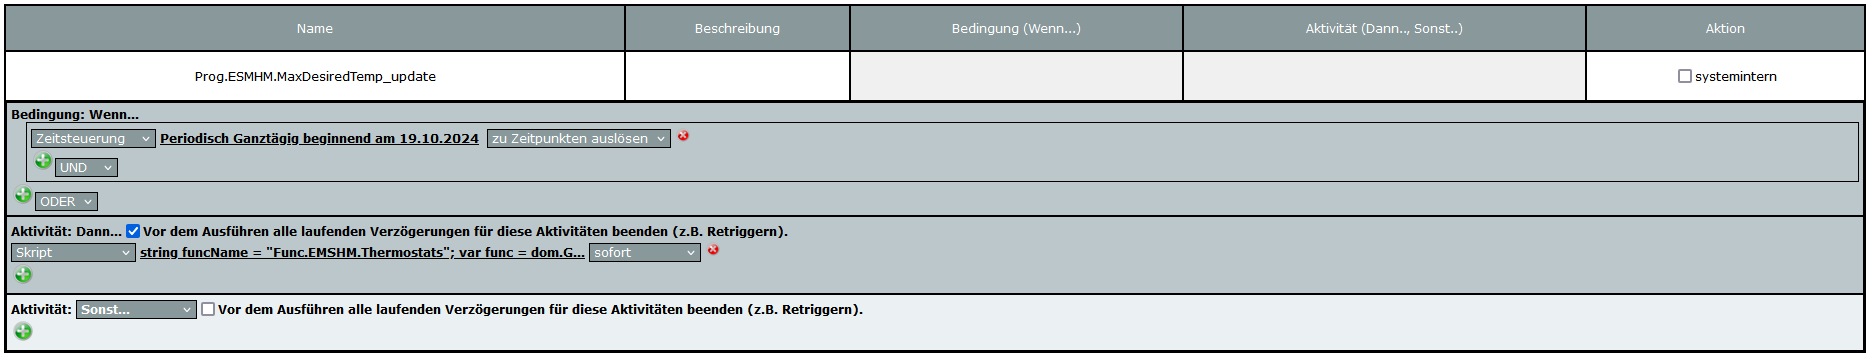 Name Beschreibung Bedingung (Wenn...) Aktivität (Dann.., Sonst..) Aktion
Prog.ESMHM.MaxDesiredTemp_update systemintern
Bedingung: Wenn...
Zeitsteuerung Periodisch Ganztägig beginnend am 19.10.2024 zu Zeitpunkten auslösen
UND
ODER
Aktivität: Dann... Vor dem Ausführen alle laufenden Verzögerungen für diese Aktivitäten beenden (z.B. Retriggern).
Skript string funcName = "Func.EMSHM.Thermostats"; var func = dom.G... sofort
Aktivität: Sonst... Vor dem Ausführen alle laufenden Verzögerungen für diese Aktivitäten beenden (z.B. Retriggern).